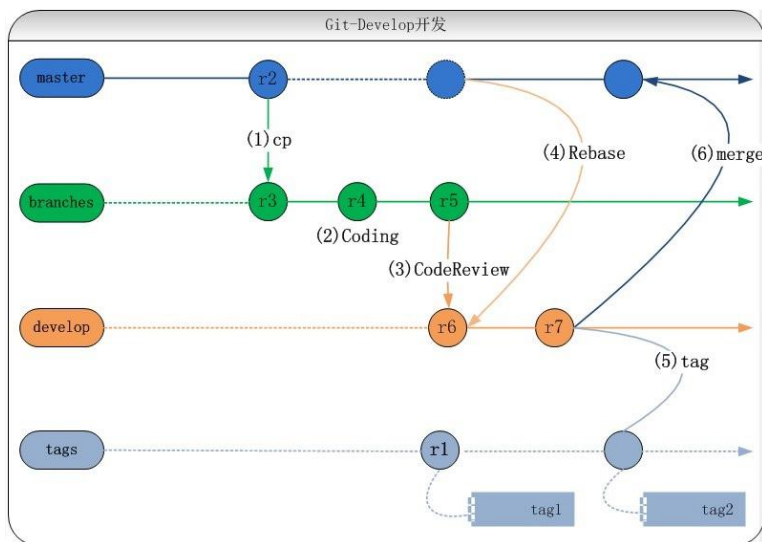 Git-Develop开发
master
r2
(1)cp
(4)Rebase
(6)merge
branches
r3
r4
r5
(2)Coding
(3)CodeReview
develop
r6
r7
(5)tag
tags
r1
tag1
tag2